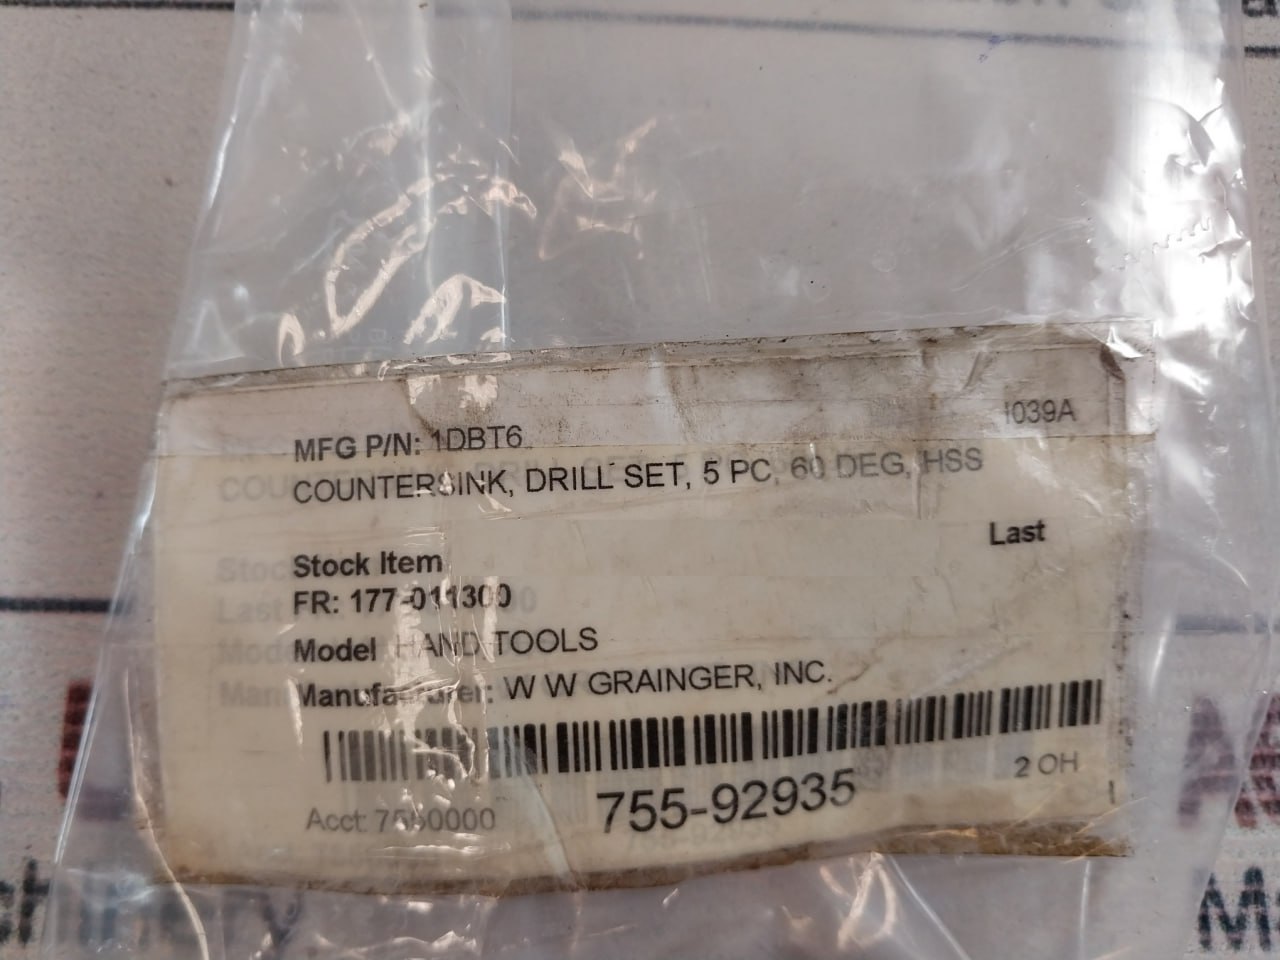 I039A
MFG P/N: 1DBT6
COUNTERSINK, DRILL SET, 5 PC, 60 DEG, HSS
Last
Stock Item
FR: 177-011300
Model HAND TOOLS
Manufacturer: W W GRAINGER, INC.
2 OH
Acct: 7550000 755-92935